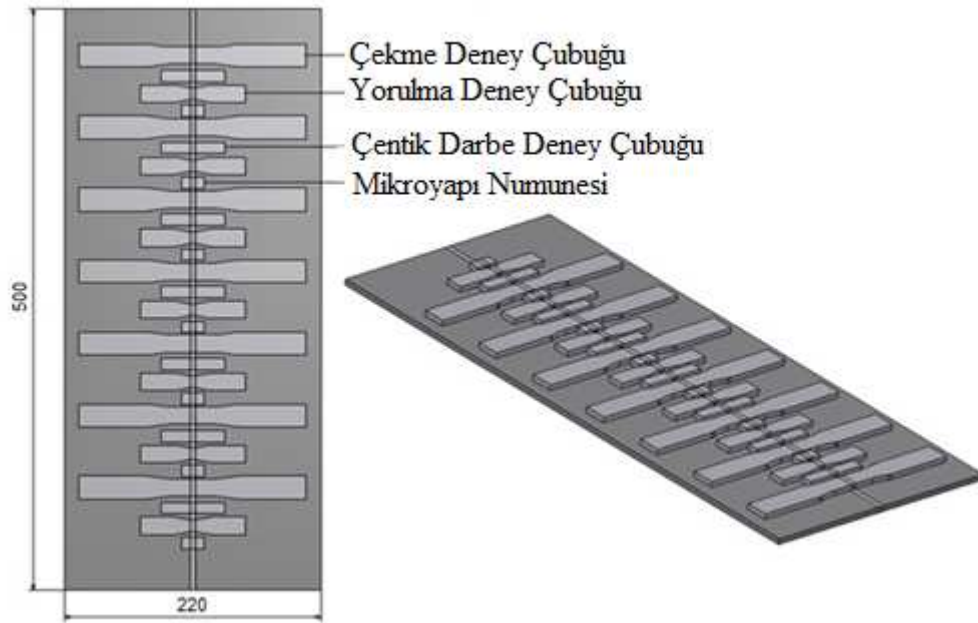 Çekme Deney Çubuğu
Yorulma Deney Çubuğu
Çentik Darbe Deney Çubuğu
Mikroyapı Numunesi
500
220